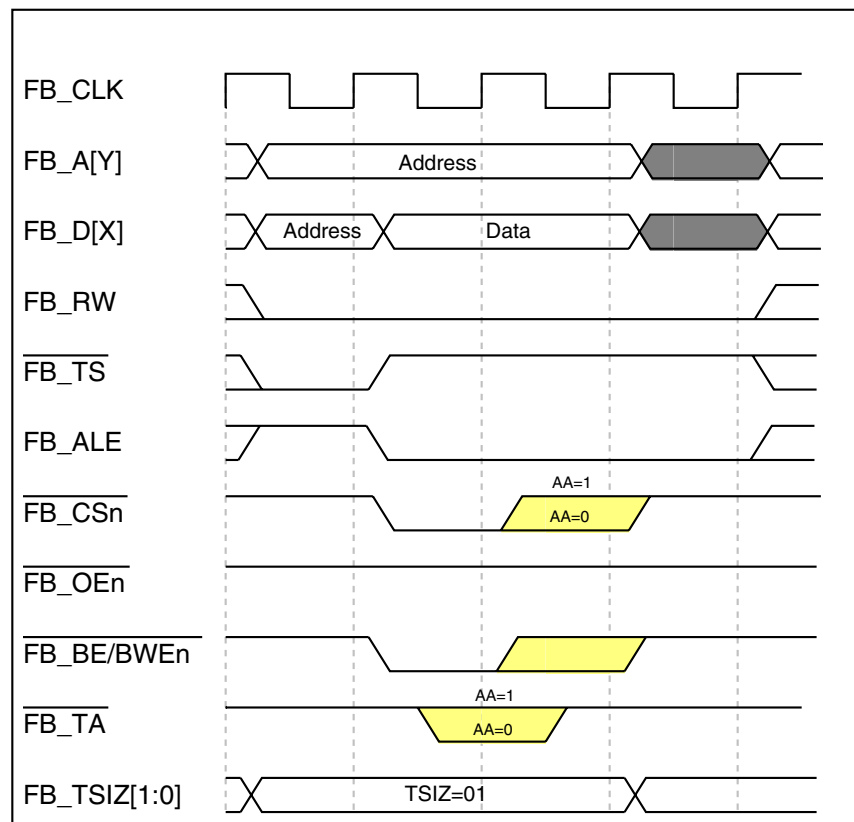 FB_CLK
FB_A[Y]
Address
FB_D[X]
Address
Data
FB_RW
FB_TS
FB_ALE
AA=1
FB_CSn
AA=0
FB_OEn
FB_BE/BWEn
AA=1
FB_TA
AA=0
FB_TSIZ[1:0]
TSIZ=01